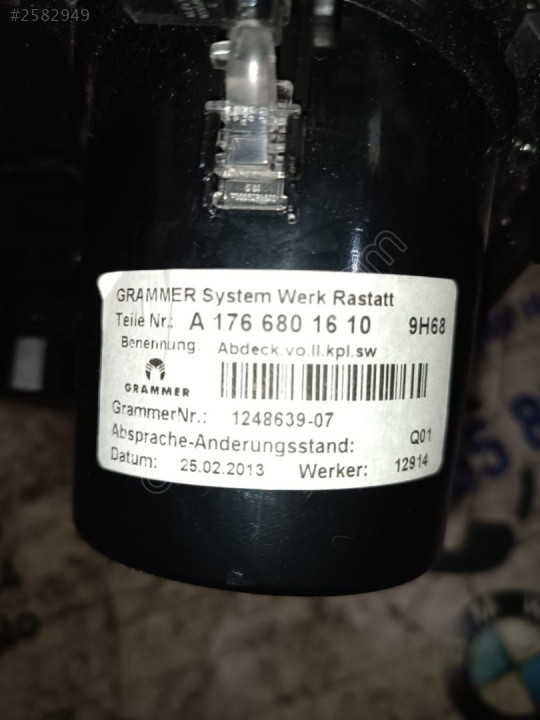 #2582949
GRAMMER System Werk Rastatt
Teile Nr.: A 176 680 16 10 9H68
Benennung: Abdeck.vo.ll.kpl.sw
GRAMMER
GrammerNr.: 1248639-07
Absprache-Änderungsstand: Q01
Datum: 25.02.2013 Werker: 12914